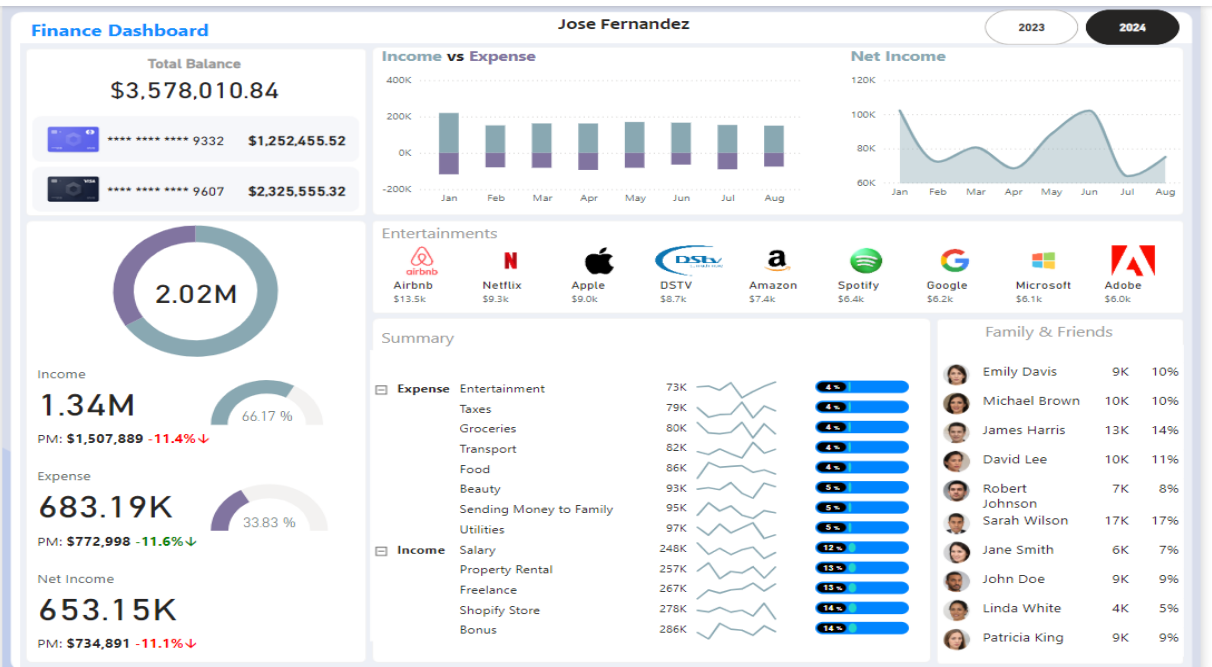 Finance Dashboard
Jose Fernandez
2023
2024
Total Balance
$3,578,010.84
**** **** **** 9332 $1,252,455.52
VISA
**** **** **** 9607 $2,325,555.32
Income vs Expense
400K
200K
0K
-200K
Jan Feb Mar Apr May Jun Jul Aug
Net Income
120K
100K
80K
60K
Jan Feb Mar Apr May Jun Jul Aug
2.02M
Income
1.34M
66.17 %
PM: $1,507,889 -11.4%↓
Expense
683.19K
33.83 %
PM: $772,998 -11.6%↓
Net Income
653.15K
PM: $734,891 -11.1%↓
Entertainments
airbnb N DStv a
Airbnb Netflix Apple DSTV Amazon Spotify Google Microsoft Adobe
$13.5k $9.3k $9.0k $8.7k $7.4k $6.4k $6.2k $6.1k $6.0k
Summary
Expense Entertainment 73K 4 %
Taxes 79K 4 %
Groceries 80K 4 %
Transport 82K 4 %
Food 86K 4 %
Beauty 93K 5 %
Sending Money to Family 95K 5 %
Utilities 97K 5 %
Income Salary 248K 12 %
Property Rental 257K 13 %
Freelance 267K 13 %
Shopify Store 278K 14 %
Bonus 286K 14 %
Family & Friends
Emily Davis 9K 10%
Michael Brown 10K 10%
James Harris 13K 14%
David Lee 10K 11%
Robert 7K 8%
Johnson
Sarah Wilson 17K 17%
Jane Smith 6K 7%
John Doe 9K 9%
Linda White 4K 5%
Patricia King 9K 9%